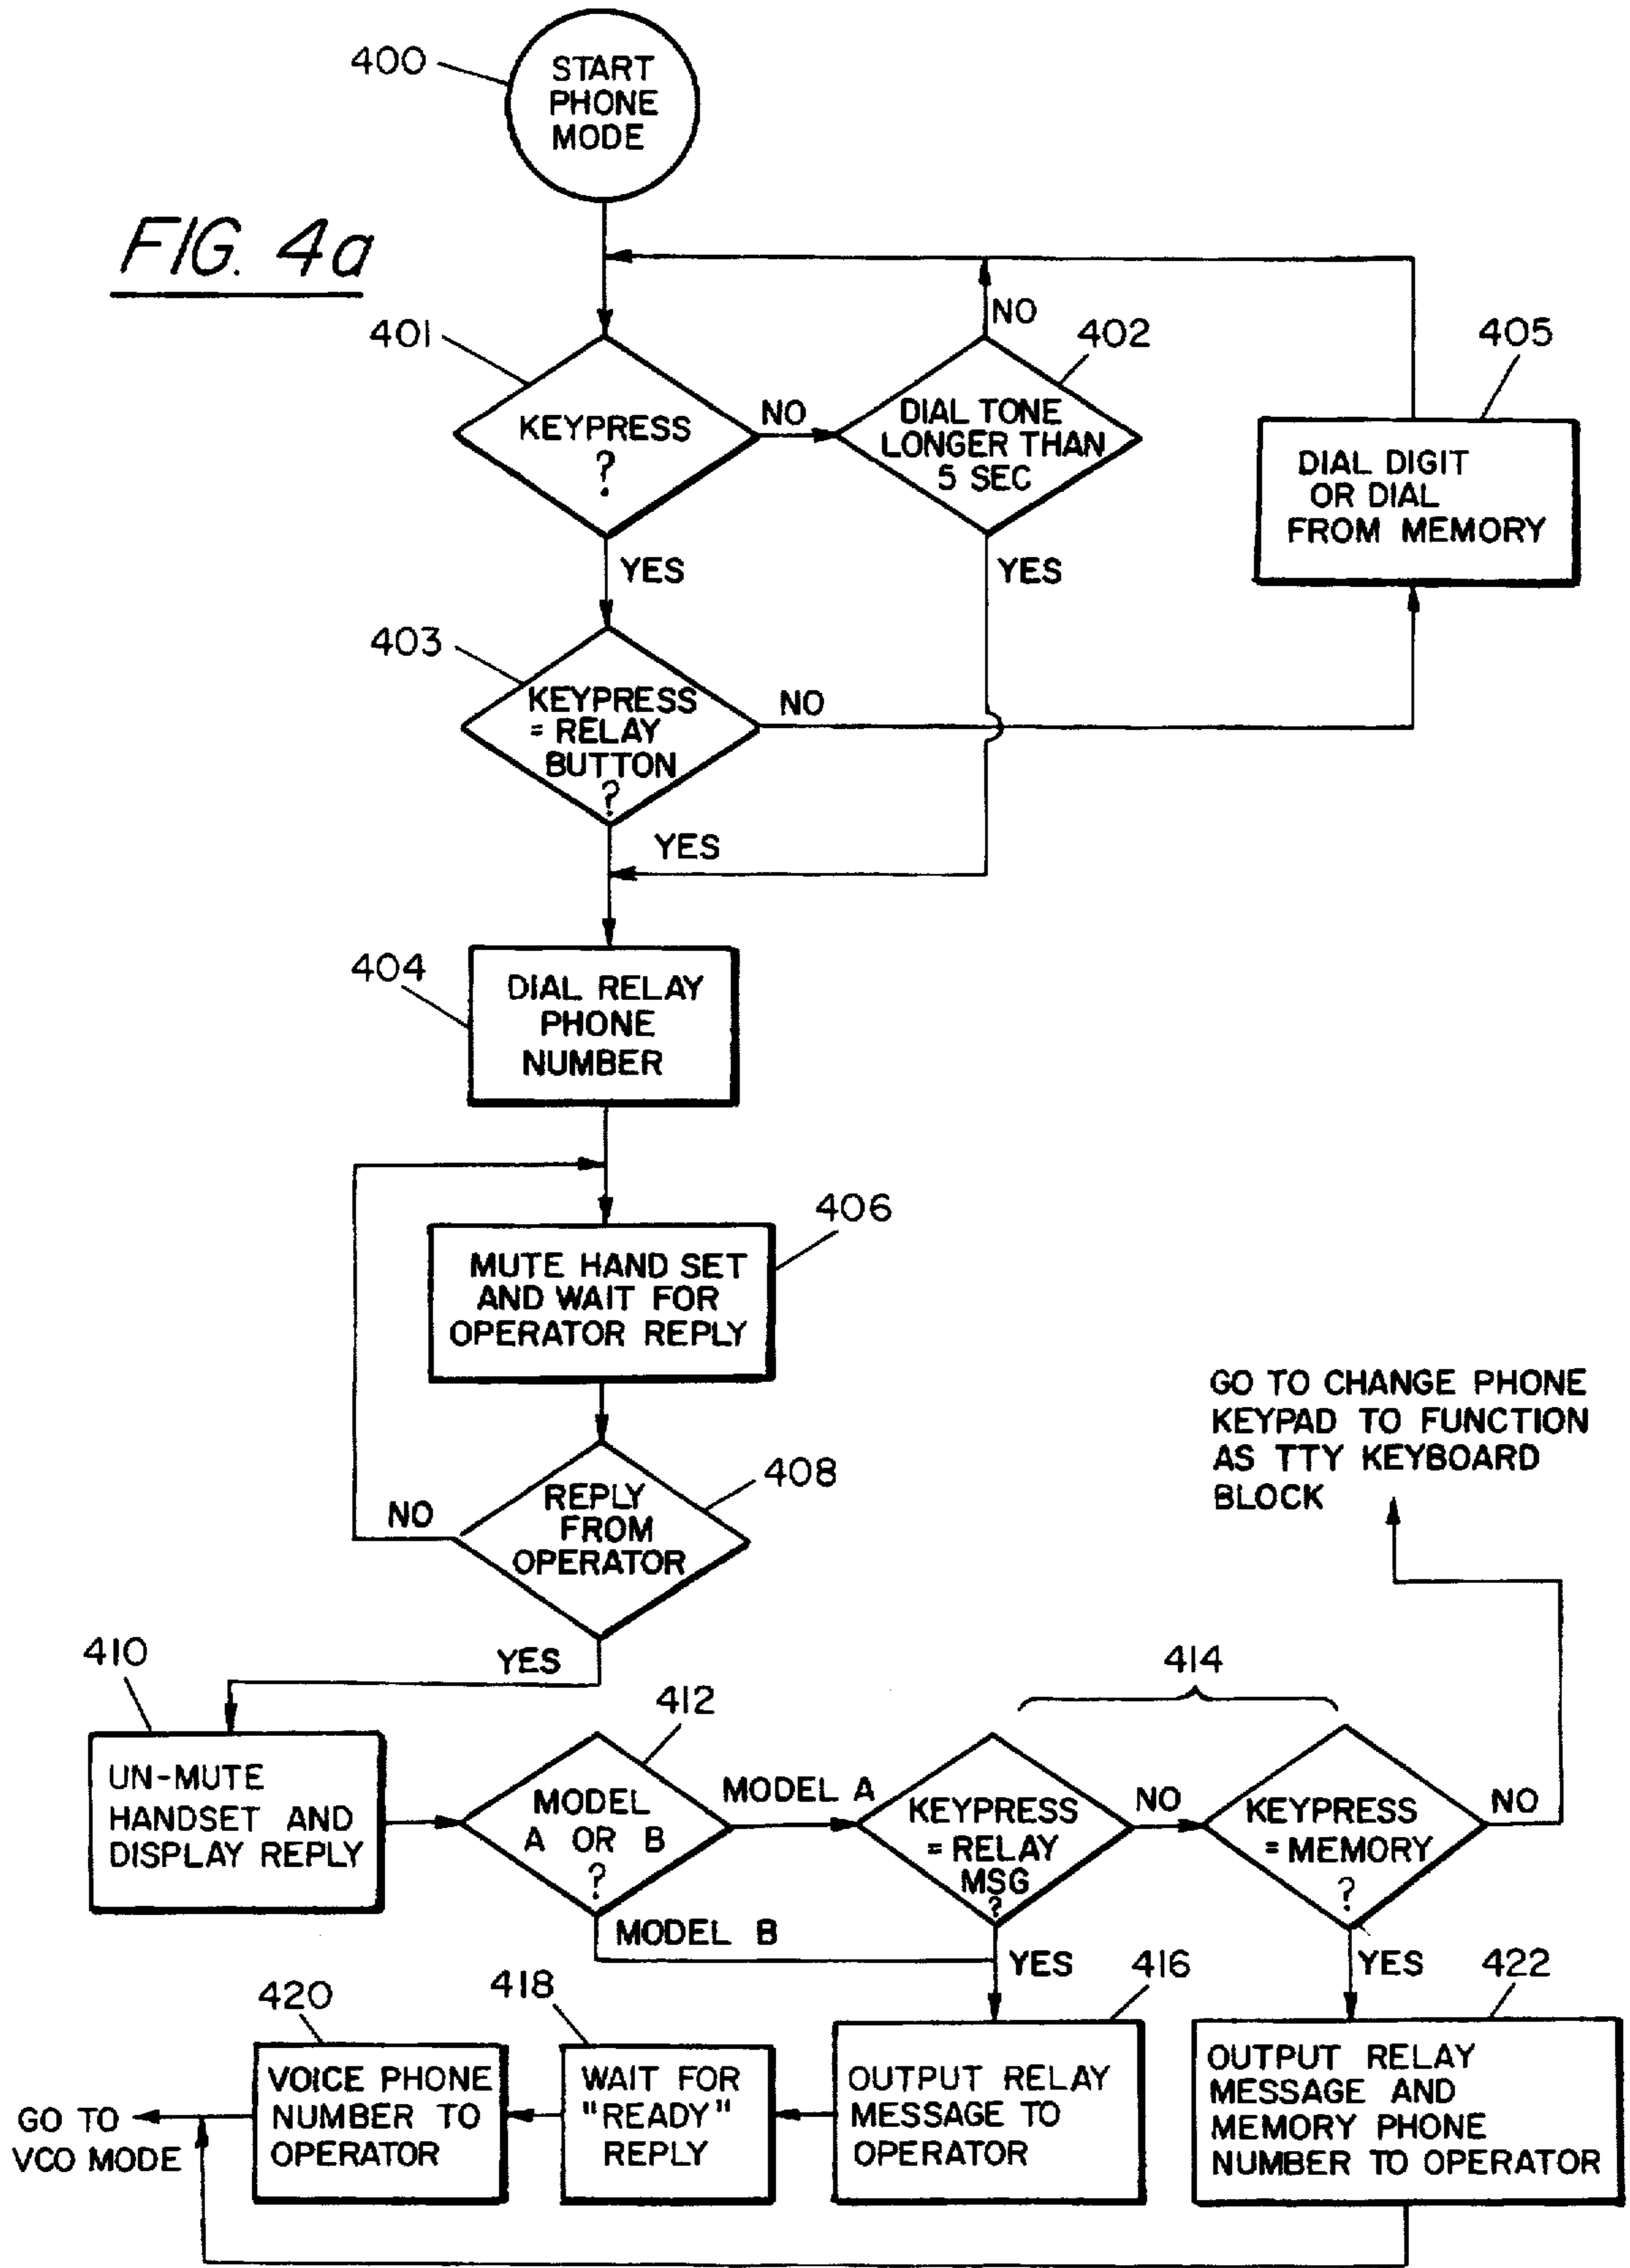 400
START
PHONE
MODE
FIG. 4a
401
KEYPRESS
?
NO
402
DIAL TONE
LONGER THAN
5 SEC
NO
YES
405
DIAL DIGIT
OR DIAL
FROM MEMORY
YES
403
KEYPRESS
= RELAY
BUTTON
?
NO
YES
404
DIAL RELAY
PHONE
NUMBER
406
MUTE HAND SET
AND WAIT FOR
OPERATOR REPLY
408
REPLY
FROM
OPERATOR
NO
YES
GO TO CHANGE PHONE
KEYPAD TO FUNCTION
AS TTY KEYBOARD
BLOCK
410
UN-MUTE
HANDSET AND
DISPLAY REPLY
412
MODEL
A OR B
?
MODEL A
MODEL B
414
KEYPRESS
= RELAY
MSG
?
NO
YES
KEYPRESS
= MEMORY
?
NO
YES
416
OUTPUT RELAY
MESSAGE TO
OPERATOR
418
WAIT FOR
"READY"
REPLY
420
VOICE PHONE
NUMBER TO
OPERATOR
GO TO
VCO MODE
422
OUTPUT RELAY
MESSAGE AND
MEMORY PHONE
NUMBER TO OPERATOR